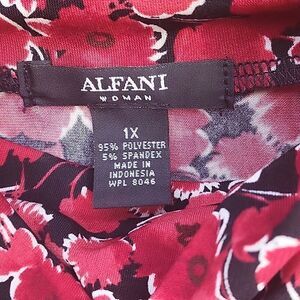 ALFANI
WOMAN
1X
95% POLYESTER
5% SPANDEX
MADE IN
INDONESIA
WPL 8046